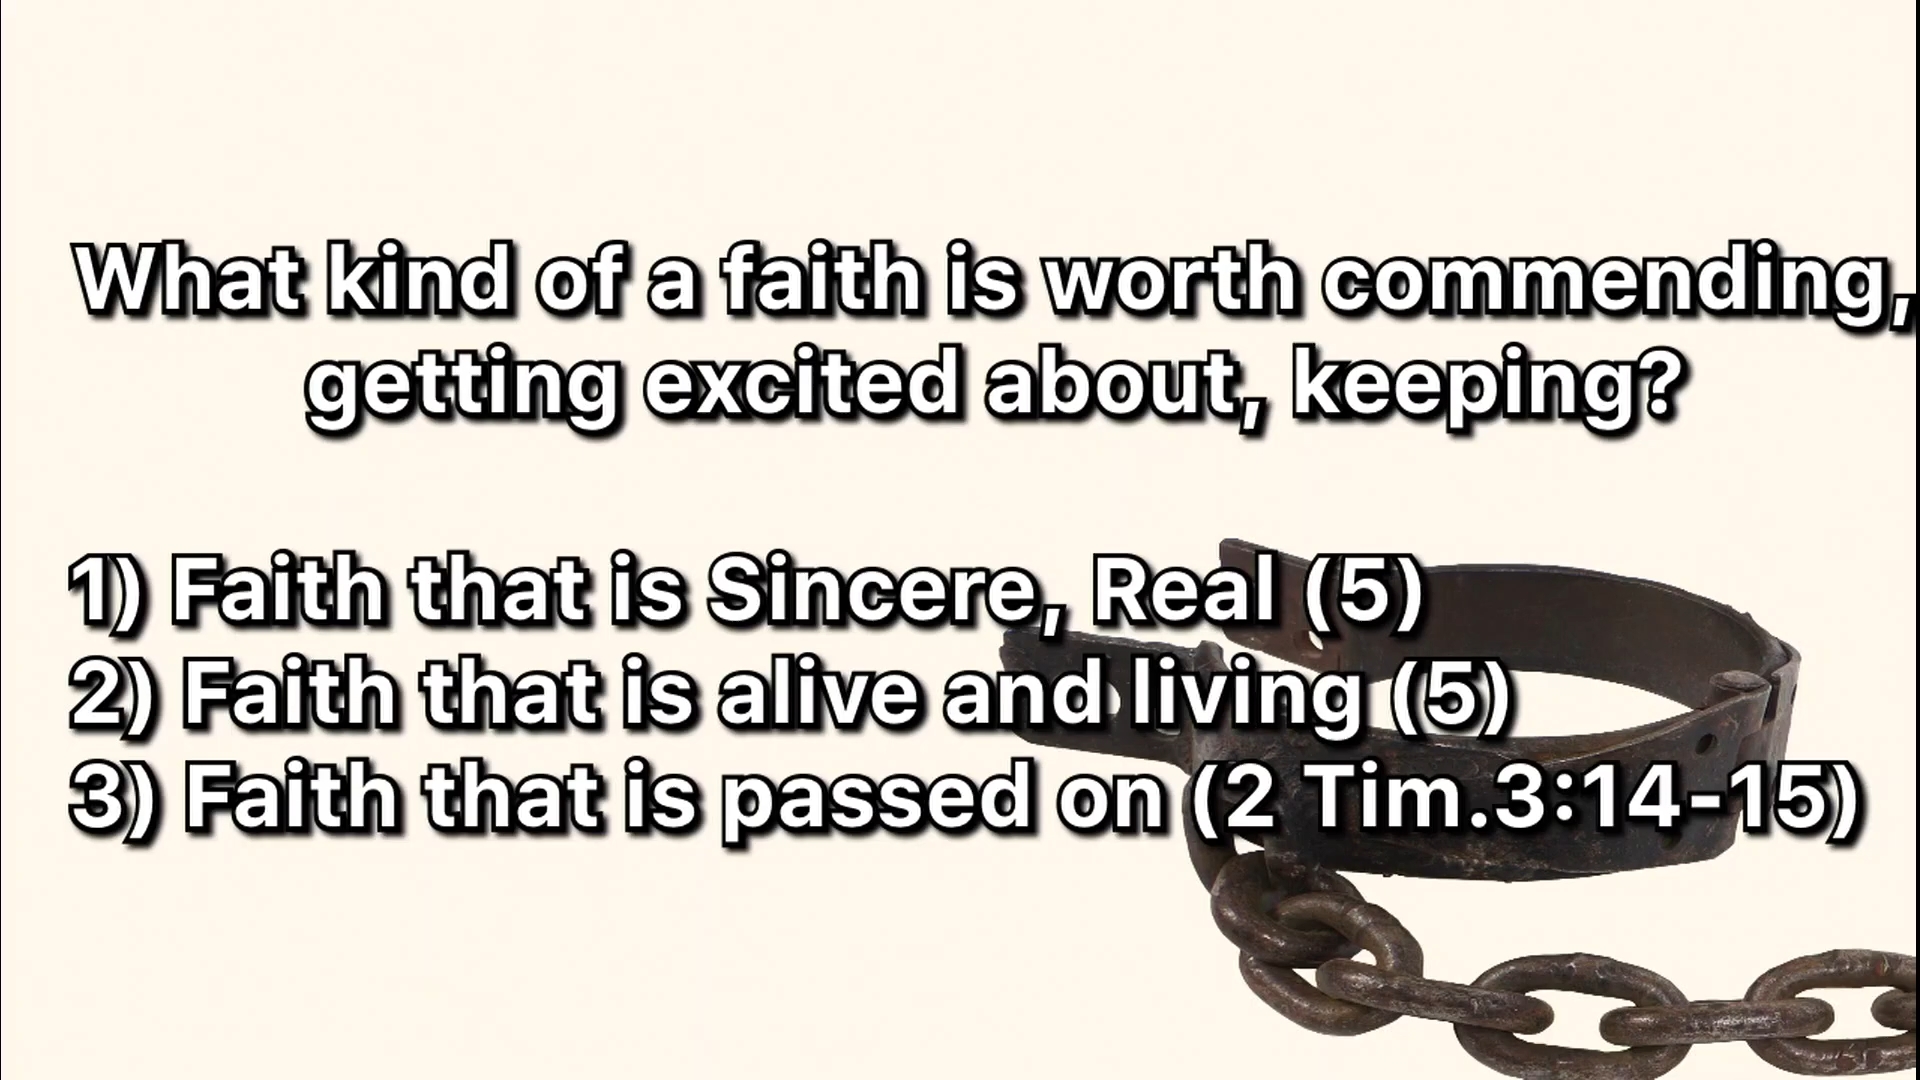 What kind of a faith is worth commending,
getting excited about, keeping?
1) Faith that is Sincere, Real (5)
2) Faith that is alive and living (5)
3) Faith that is passed on (2 Tim.3:14-15)